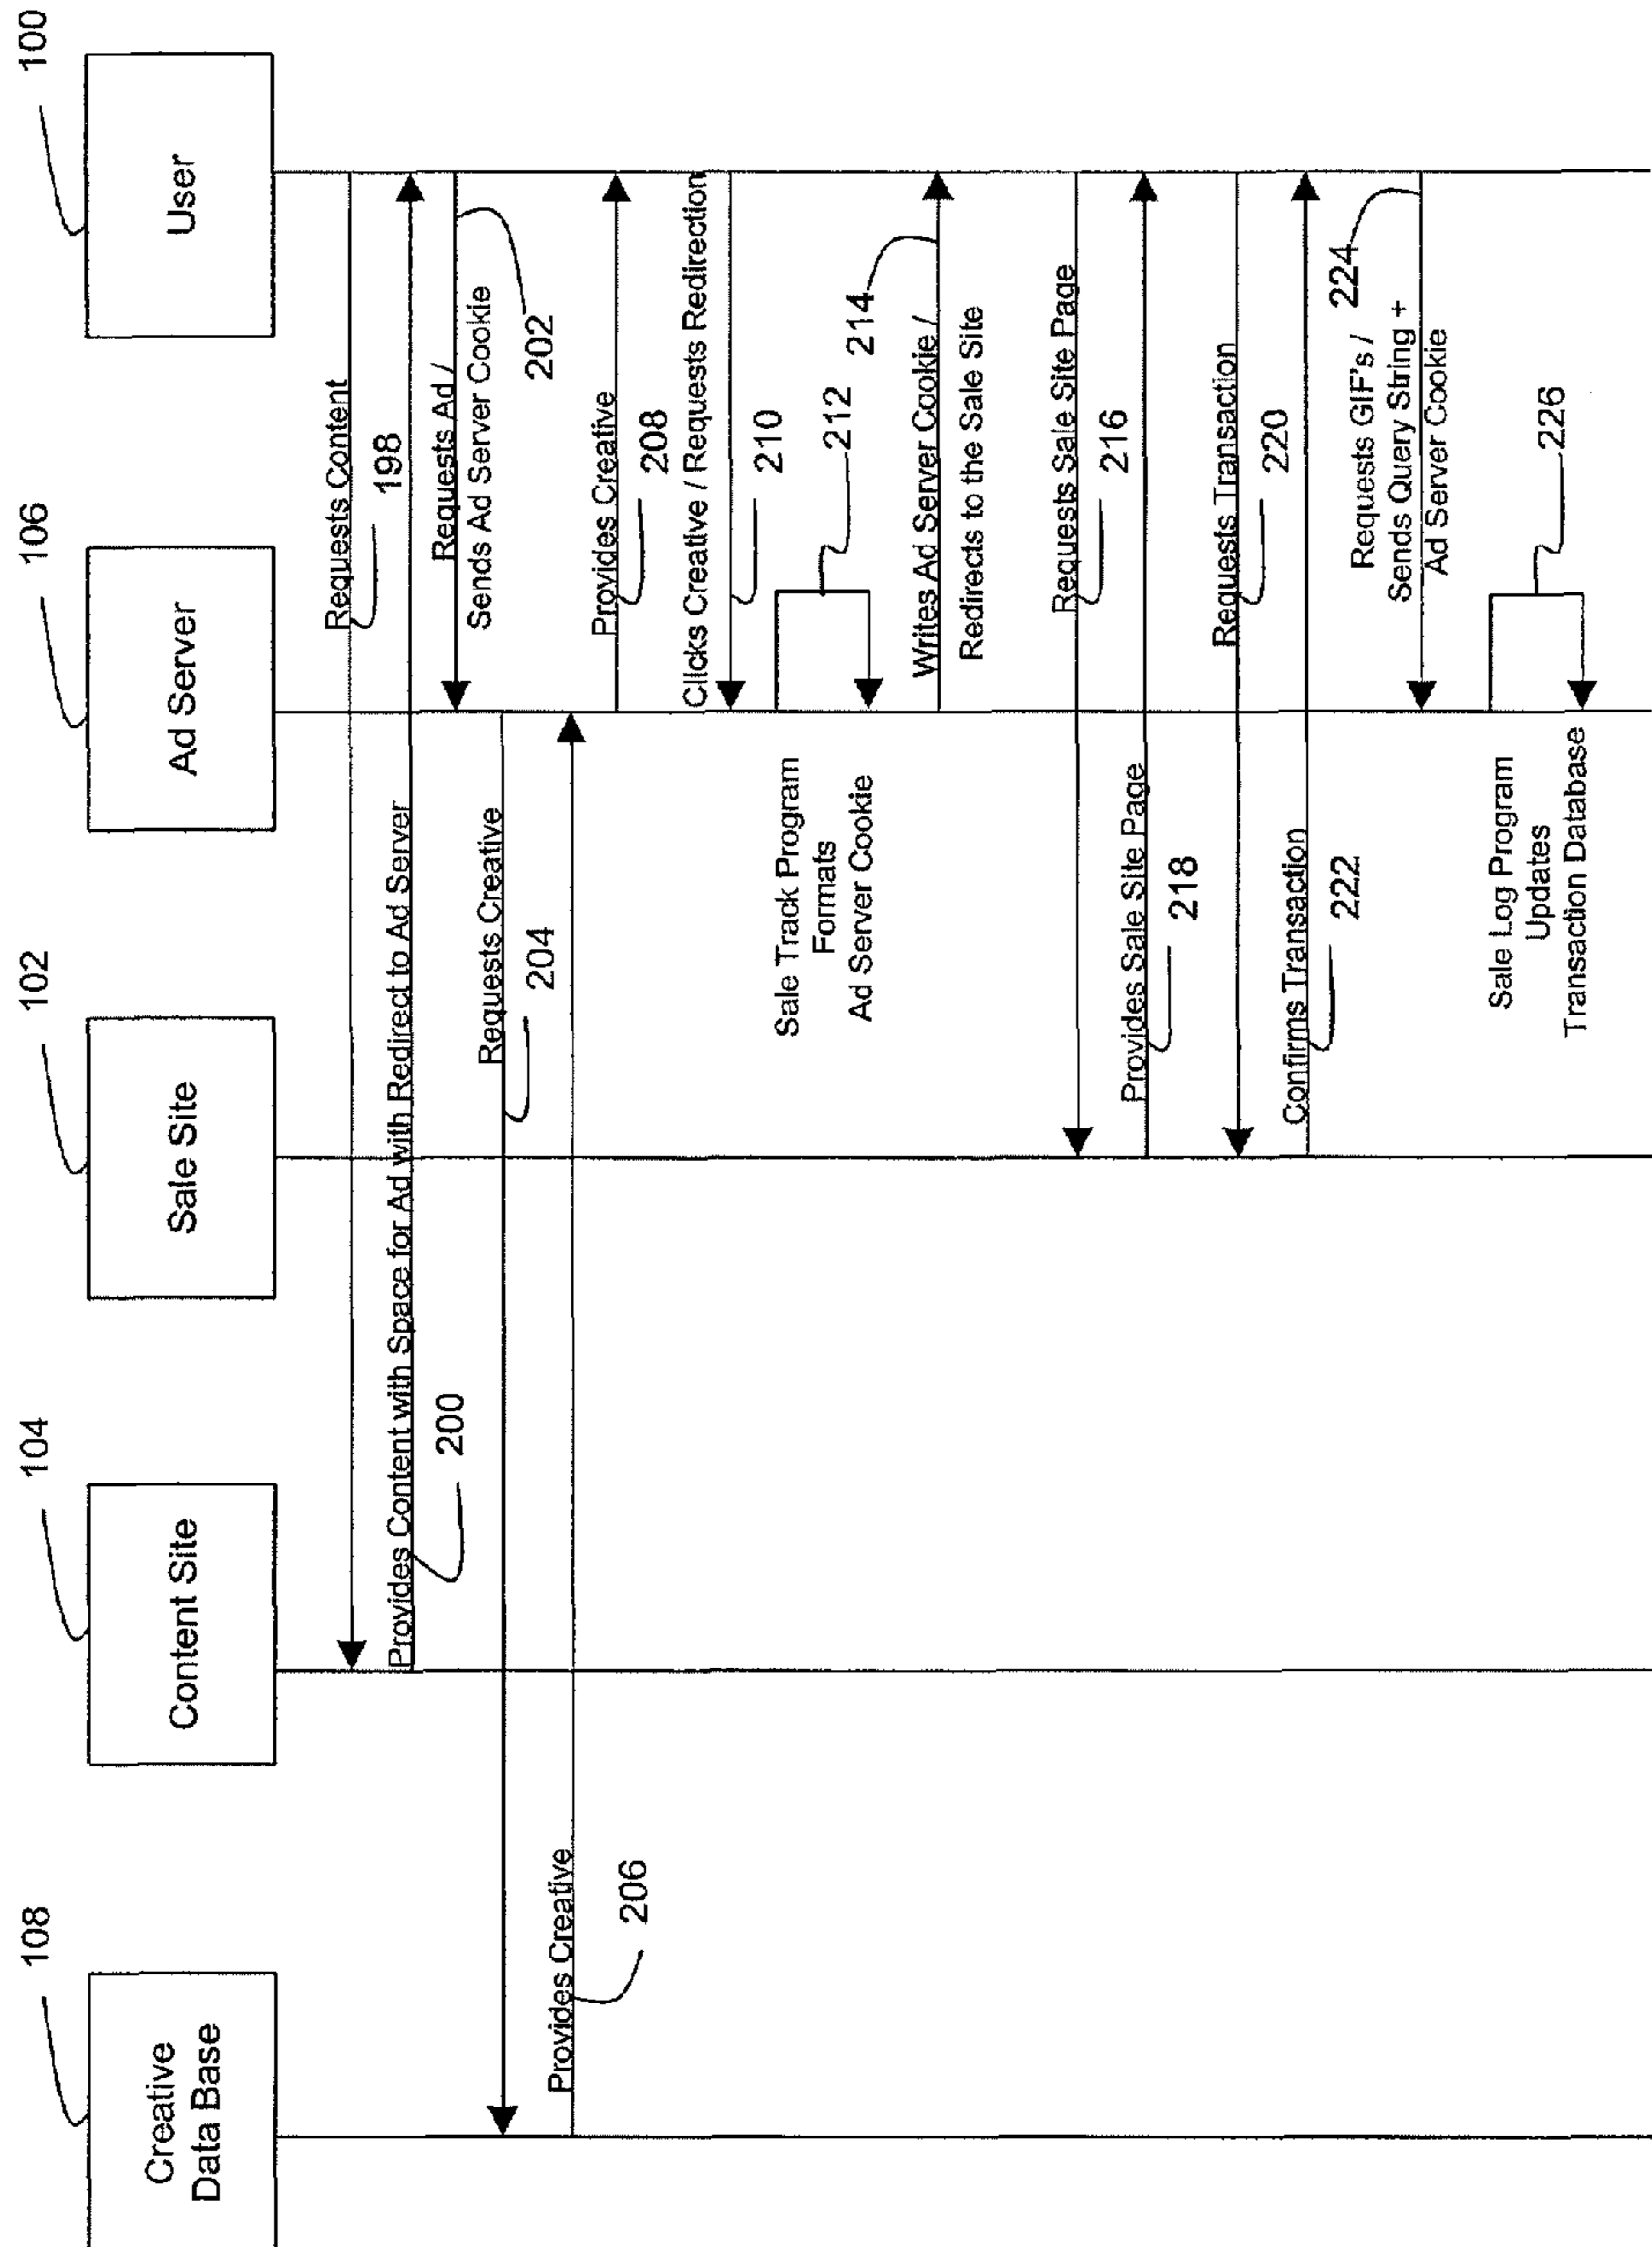 108
104
102
106
100
Creative
Data Base
Content Site
Sale Site
Ad Server
User
Requests Content
198
Provides Content with Space for Ad with Redirect to Ad Server
200
Requests Ad /
Sends Ad Server Cookie
202
Requests Creative
204
Provides Creative
206
Provides Creative
208
Clicks Creative / Requests Redirection
210
Sale Track Program
Formats
Ad Server Cookie
212
Writes Ad Server Cookie /
Redirects to the Sale Site
214
Requests Sale Site Page
216
Provides Sale Site Page
218
Requests Transaction
220
Confirms Transaction
222
Requests GIF's /
Sends Query String +
Ad Server Cookie
224
Sale Log Program
Updates
Transaction Database
226